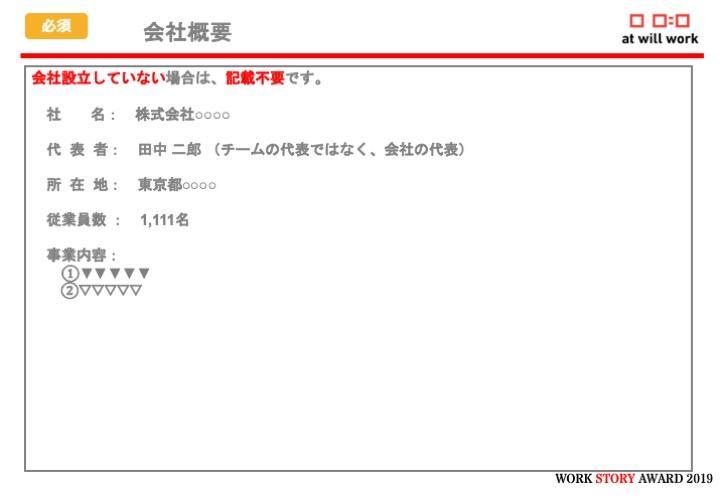 必須
会社概要
at will work
会社設立していない場合は、記載不要です。
社　　名： 株式会社○○○○
代 表 者： 田中 二郎 （チームの代表ではなく、会社の代表）
所 在 地： 東京都○○○○
従業員数 ： 1,111名
事業内容：
①▼▼▼▼▼
②▽▽▽▽▽
WORK STORY AWARD 2019